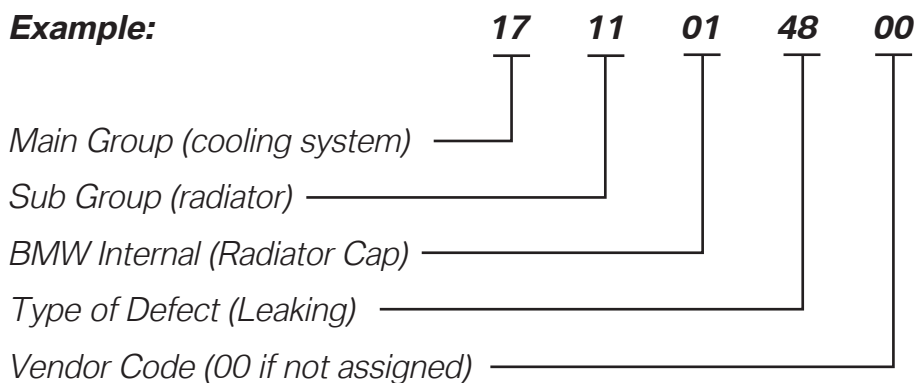 Example: 17 11 01 48 00
Main Group (cooling system)
Sub Group (radiator)
BMW Internal (Radiator Cap)
Type of Defect (Leaking)
Vendor Code (00 if not assigned)